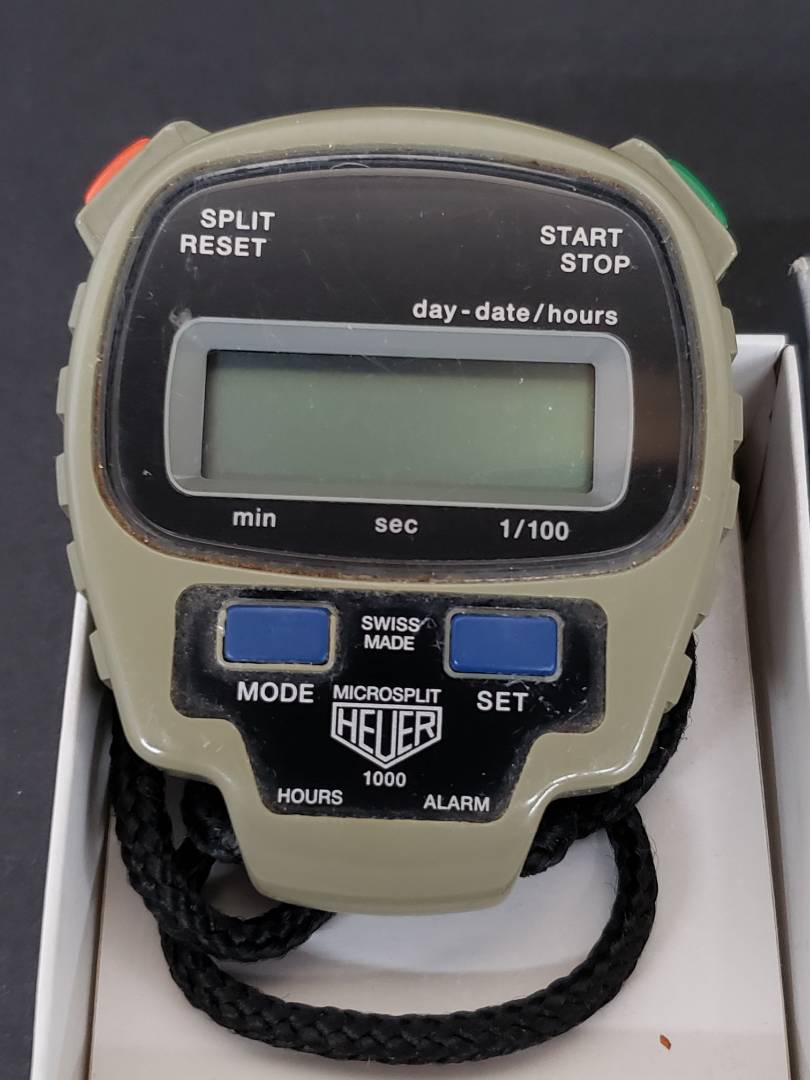 SPLIT
RESET
START
STOP
day-date/hours
min sec 1/100
SWISS
MADE
MODE MICROSPLIT SET
HEUER
1000
HOURS ALARM